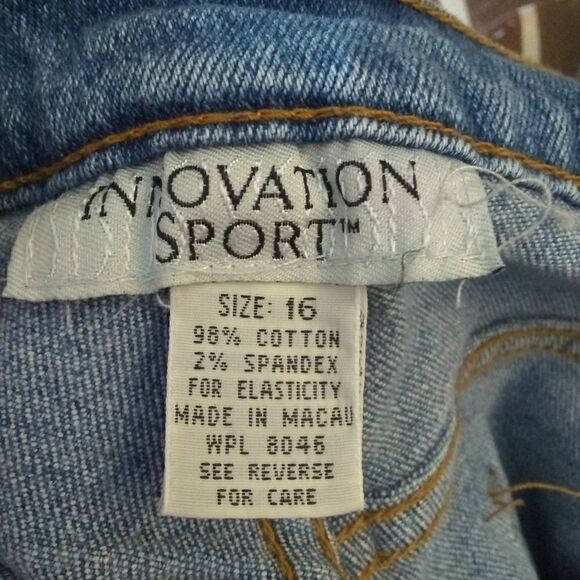 INNOVATION
SPORT™
SIZE: 16
98% COTTON
2% SPANDEX
FOR ELASTICITY
MADE IN MACAU
WPL 8046
SEE REVERSE
FOR CARE